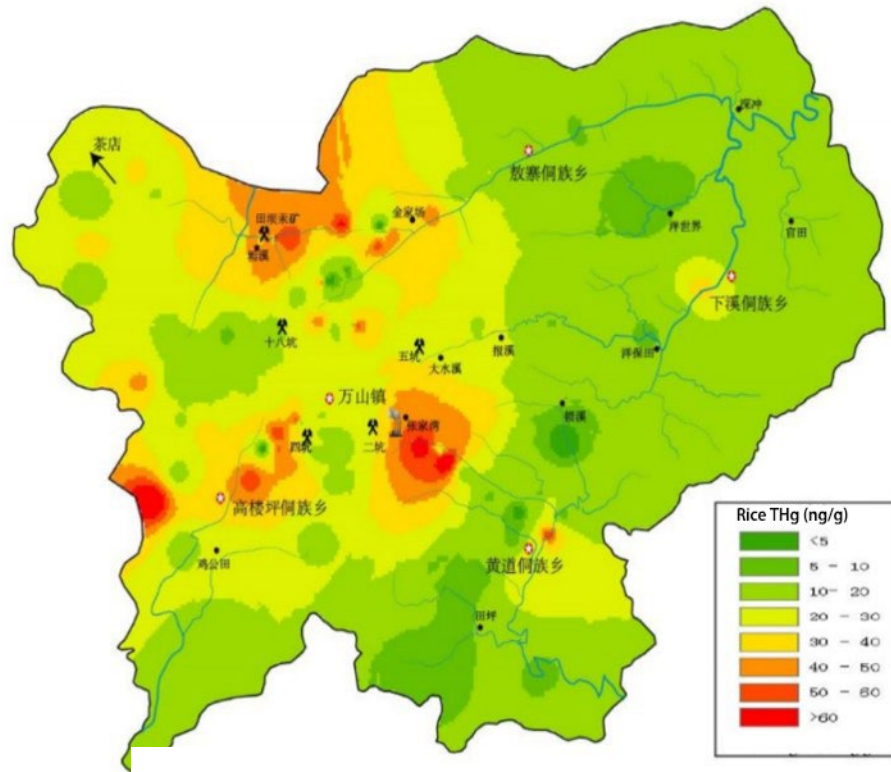 深冲
茶店
敖寨侗族乡
金家场
田坝汞矿
洋世界
官田
下溪侗族乡
十八坑
五坑
报溪
大水溪
洋保田
万山镇
张家湾
四坑
二坑
高楼坪侗族乡
鸡公田
黄道侗族乡
田坪
Rice THg (ng/g)
<5
5 - 10
10- 20
20 - 30
30 - 40
40 - 50
50 - 60
>60